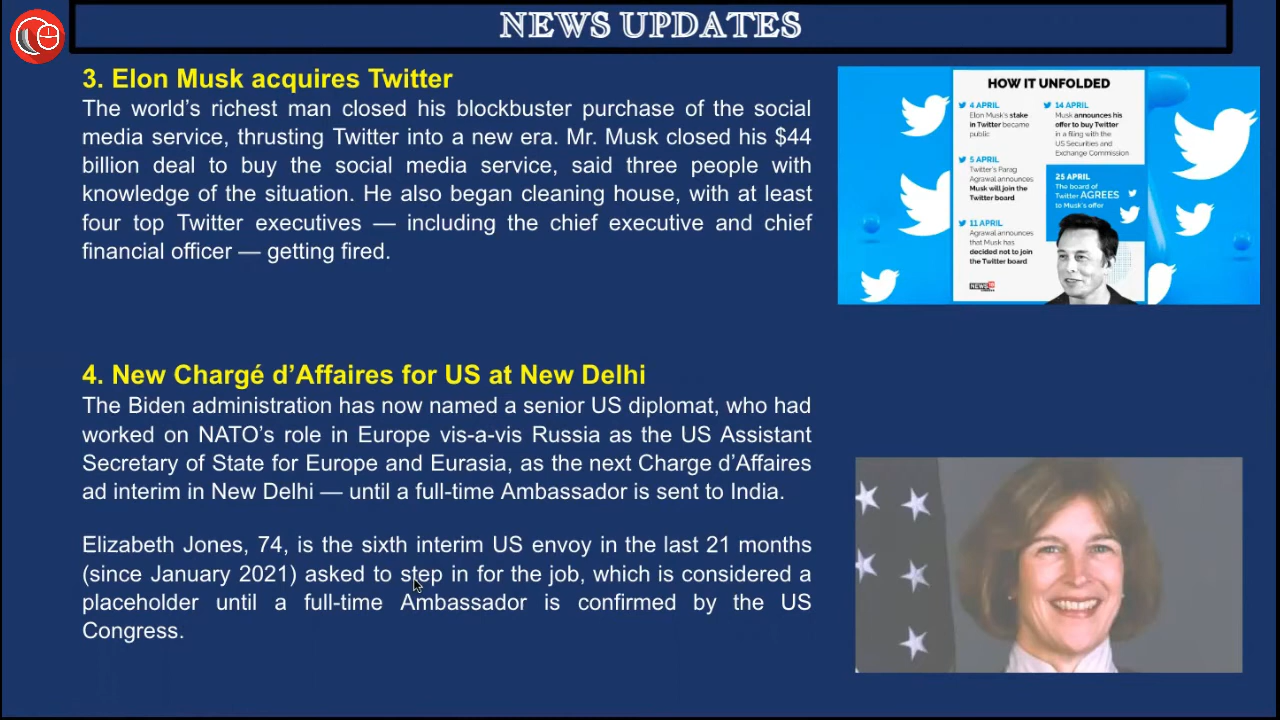 NEWS UPDATES
3. Elon Musk acquires Twitter
The world's richest man closed his blockbuster purchase of the social
media service, thrusting Twitter into a new era. Mr. Musk closed his $44
billion deal to buy the social media service, said three people with
knowledge of the situation. He also began cleaning house, with at least
four top Twitter executives — including the chief executive and chief
financial officer — getting fired.
HOW IT UNFOLDED
4 APRIL
Elon Musk's stake
in Twitter became
public
5 APRIL
Twitter's Parag
Agrawal announces
Musk will join the
Twitter board
11 APRIL
Agrawal announces
that Musk has
decided not to join
the Twitter board
14 APRIL
Musk announces his
offer to buy Twitter
in a filing with the
US Securities and
Exchange Commission
25 APRIL
The board of
Twitter AGREES
to Musk's offer
NEWS
4. New Chargé d'Affaires for US at New Delhi
The Biden administration has now named a senior US diplomat, who had
worked on NATO's role in Europe vis-a-vis Russia as the US Assistant
Secretary of State for Europe and Eurasia, as the next Charge d'Affaires
ad interim in New Delhi — until a full-time Ambassador is sent to India.
Elizabeth Jones, 74, is the sixth interim US envoy in the last 21 months
(since January 2021) asked to step in for the job, which is considered a
placeholder until a full-time Ambassador is confirmed by the US
Congress.